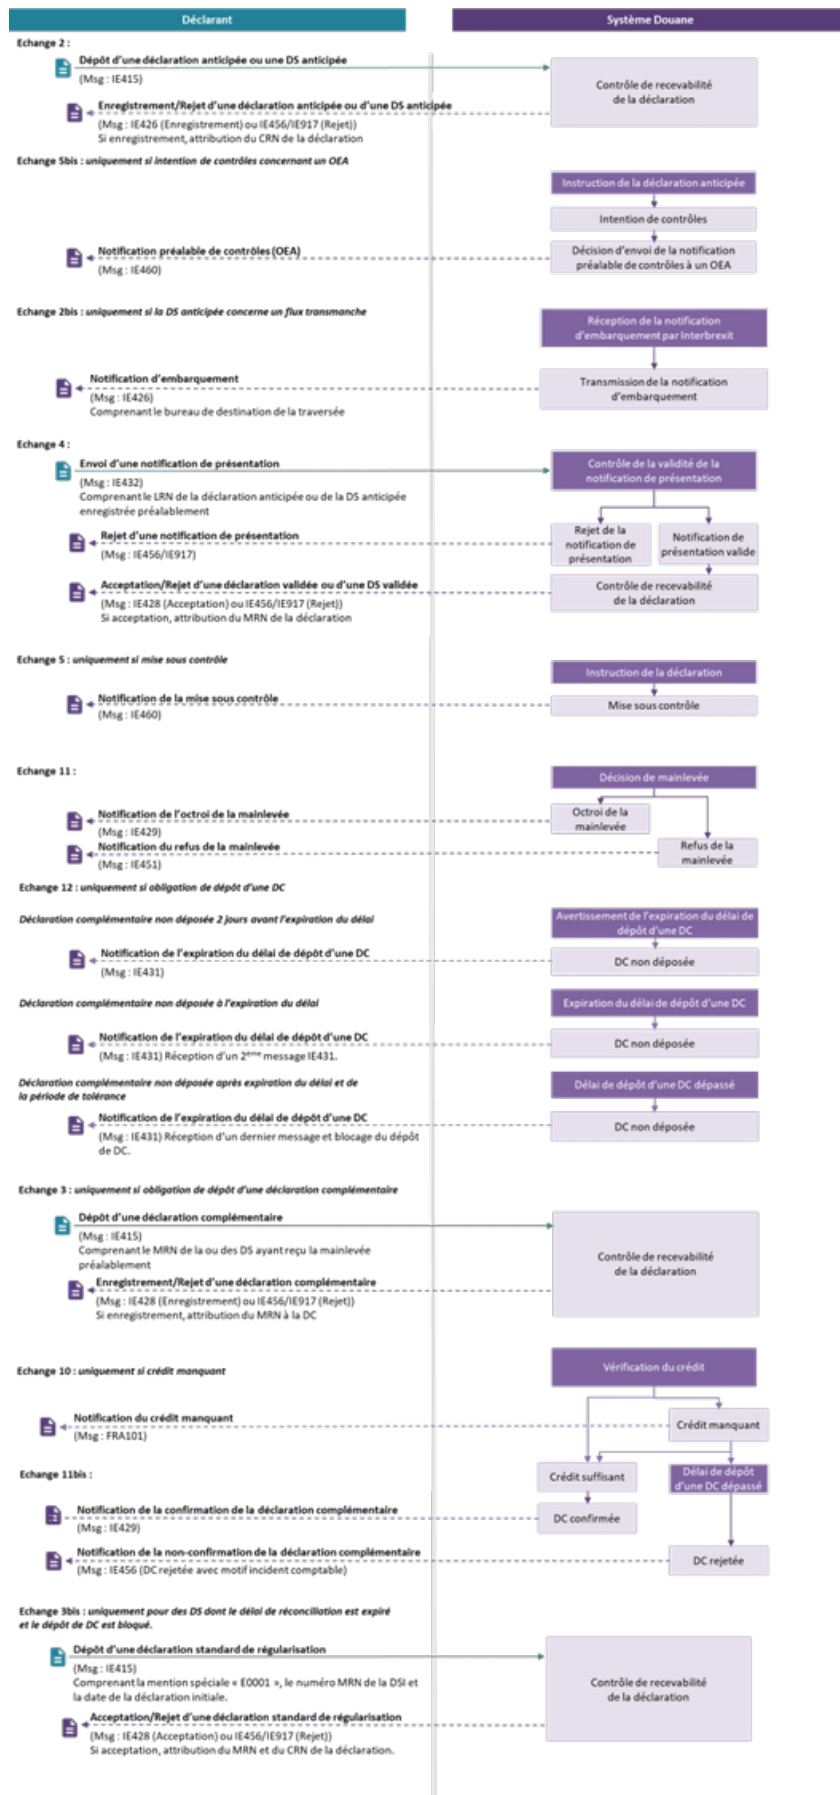 Déclarant
Système Douane
Echange 2 :
Dépôt d'une déclaration anticipée ou une DS anticipée
(Msg : IE415)
Contrôle de recevabilité
de la déclaration
Enregistrement/Rejet d'une déclaration anticipée ou d'une DS anticipée
(Msg : IE426 (Enregistrement) ou IE456/IE917 (Rejet))
Si enregistrement, attribution du CRN de la déclaration
Echange 5bis : uniquement si intention de contrôles concernant un OEA
Instruction de la déclaration anticipée
Intention de contrôles
Notification préalable de contrôles (OEA)
(Msg : IE460)
Décision d'envoi de la notification
préalable de contrôles à un OEA
Echange 2bis : uniquement si la DS anticipée concerne un flux transmanche
Réception de la notification
d'embarquement par Interbrexit
Notification d'embarquement
(Msg : IE426)
Comprenant le bureau de destination de la traversée
Transmission de la notification
d'embarquement
Echange 4 :
Envoi d'une notification de présentation
(Msg : IE432)
Comprenant le LRN de la déclaration anticipée ou de la DS anticipée
enregistrée préalablement
Contrôle de la validité de la
notification de présentation
Rejet d'une notification de présentation
(Msg : IE456/IE917)
Rejet de la
notification de
présentation
Notification de
présentation valide
Acceptation/Rejet d'une déclaration validée ou d'une DS validée
(Msg : IE428 (Acceptation) ou IE456/IE917 (Rejet))
Si acceptation, attribution du MRN de la déclaration
Contrôle de recevabilité
de la déclaration
Echange 5 : uniquement si mise sous contrôle
Instruction de la déclaration
Notification de la mise sous contrôle
(Msg : IE460)
Mise sous contrôle
Echange 11 :
Décision de mainlevée
Notification de l'octroi de la mainlevée
(Msg : IE429)
Octroi de la
mainlevée
Notification du refus de la mainlevée
(Msg : IE451)
Refus de la
mainlevée
Echange 12 : uniquement si obligation de dépôt d'une DC
Déclaration complémentaire non déposée 2 jours avant l'expiration du délai
Avertissement de l'expiration du délai de
dépôt d'une DC
Notification de l'expiration du délai de dépôt d'une DC
(Msg : IE431)
DC non déposée
Déclaration complémentaire non déposée à l'expiration du délai
Expiration du délai de dépôt d'une DC
Notification de l'expiration du délai de dépôt d'une DC
(Msg : IE431) Réception d'un 2ème message IE431.
DC non déposée
Déclaration complémentaire non déposée après expiration du délai et de
la période de tolérance
Délai de dépôt d'une DC dépassé
Notification de l'expiration du délai de dépôt d'une DC
(Msg : IE431) Réception d'un dernier message et blocage du dépôt
de DC.
DC non déposée
Echange 3 : uniquement si obligation de dépôt d'une déclaration complémentaire
Dépôt d'une déclaration complémentaire
(Msg : IE415)
Comprenant le MRN de la ou des DS ayant reçu la mainlevée
préalablement
Contrôle de recevabilité
de la déclaration
Enregistrement/Rejet d'une déclaration complémentaire
(Msg : IE428 (Enregistrement) ou IE456/IE917 (Rejet))
Si enregistrement, attribution du MRN à la DC
Echange 10 : uniquement si crédit manquant
Vérification du crédit
Notification du crédit manquant
(Msg : FRA101)
Crédit manquant
Echange 11bis :
Crédit suffisant
Délai de dépôt
d'une DC dépassé
Notification de la confirmation de la déclaration complémentaire
(Msg : IE429)
DC confirmée
Notification de la non-confirmation de la déclaration complémentaire
(Msg : IE456 (DC rejetée avec motif incident comptable)
DC rejetée
Echange 3bis : uniquement pour des DS dont le délai de réconciliation est expiré
et le dépôt de DC est bloqué.
Dépôt d'une déclaration standard de régularisation
(Msg : IE415)
Comprenant la mention spéciale « E0001 », le numéro MRN de la DSI et
la date de la déclaration initiale.
Contrôle de recevabilité
de la déclaration
Acceptation/Rejet d'une déclaration standard de régularisation
(Msg : IE428 (Acceptation) ou IE456/IE917 (Rejet))
Si acceptation, attribution du MRN et du CRN de la déclaration.